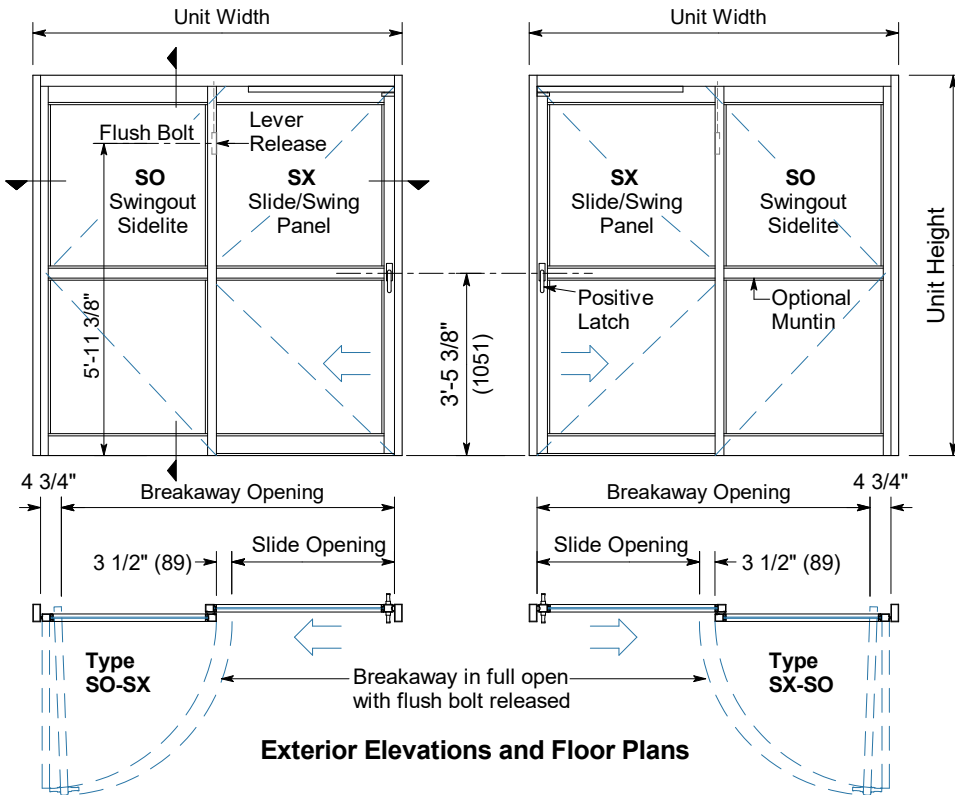 Unit Width
Unit Width
Flush Bolt
Lever
Release
SO
Swingout
Sidelite
SX
Slide/Swing
Panel
SX
Slide/Swing
Panel
SO
Swingout
Sidelite
Unit Height
Positive
Latch
Optional
Muntin
5'-11 3/8"
3'-5 3/8"
(1051)
4 3/4"
Breakaway Opening
Breakaway Opening
4 3/4"
3 1/2" (89)
Slide Opening
Slide Opening
3 1/2" (89)
Type
SO-SX
Breakaway in full open
with flush bolt released
Type
SX-SO
Exterior Elevations and Floor Plans